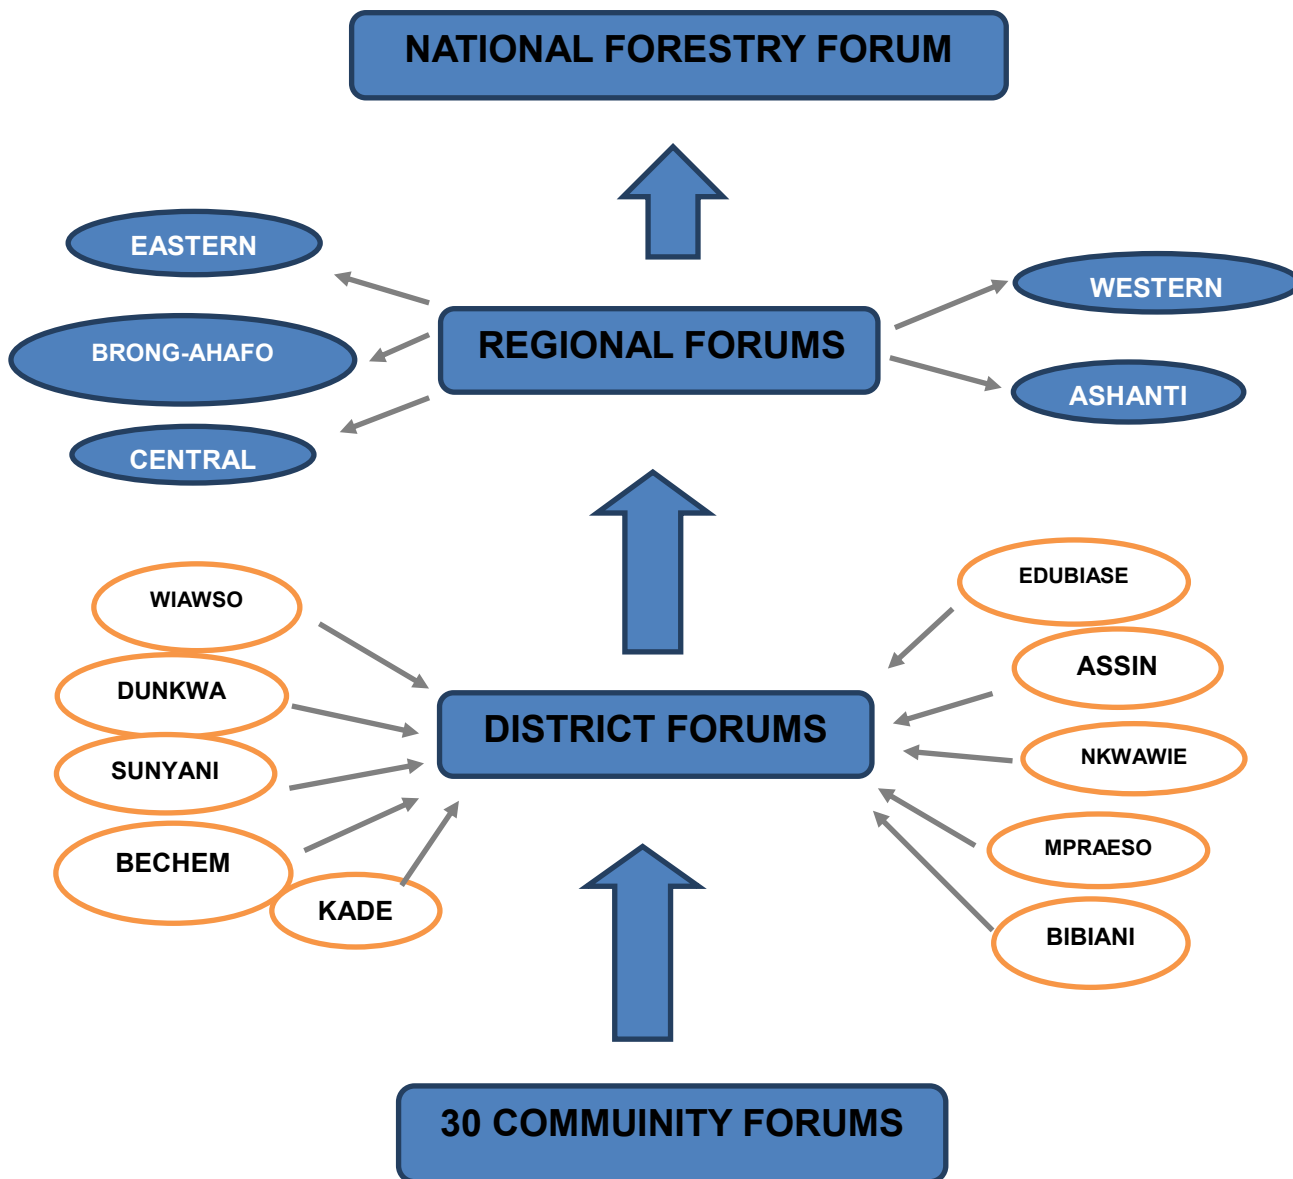 NATIONAL FORESTRY FORUM
EASTERN
WESTERN
REGIONAL FORUMS
BRONG-AHAFO
ASHANTI
CENTRAL
EDUBIASE
WIAWSO
ASSIN
DUNKWA
DISTRICT FORUMS
NKWAWIE
SUNYANI
MPRAESO
BECHEM
KADE
BIBIANI
30 COMMUINITY FORUMS